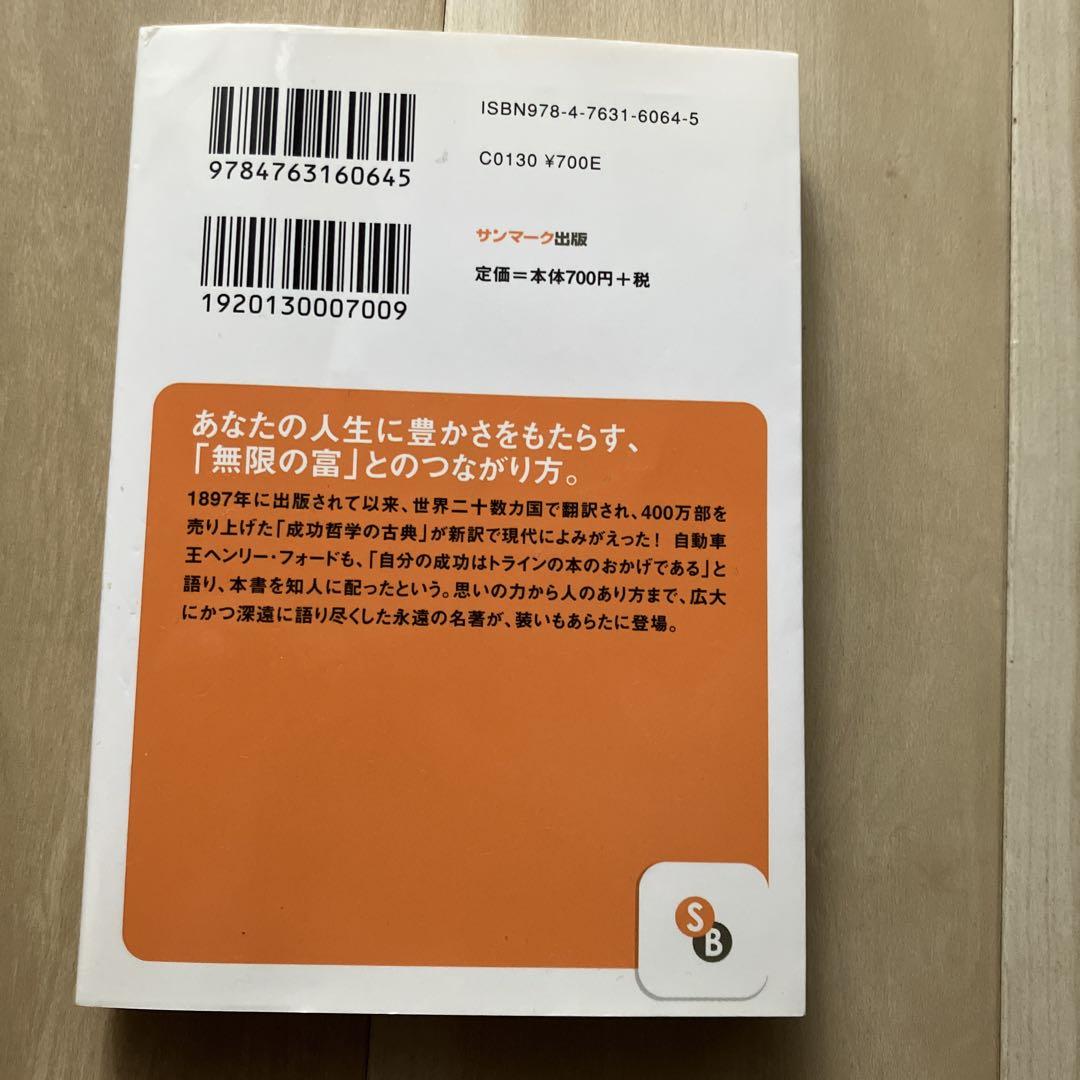 ISBN978-4-7631-6064-5
9784763160645
C0130 ¥700E
サンマーク出版
定価＝本体700円＋税
1920130007009
あなたの人生に豊かさをもたらす、
「無限の富」とのつながり方。
1897年に出版されて以来、世界二十数カ国で翻訳され、400万部を
売り上げた「成功哲学の古典」が新訳で現代によみがえった！ 自動車
王ヘンリー・フォードも、「自分の成功はトラインの本のおかげである」と
語り、本書を知人に配ったという。思いの力から人のあり方まで、広大
にかつ深遠に語り尽くした永遠の名著が、装いもあらたに登場。
S
B